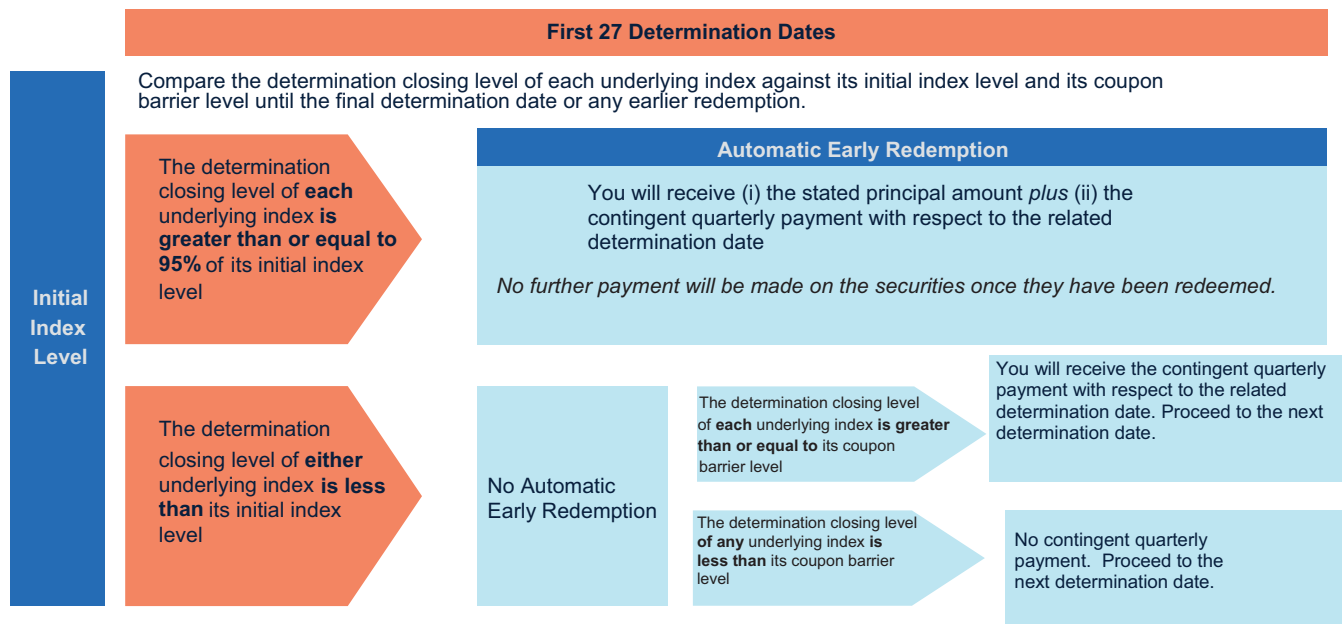 First 27 Determination Dates
Compare the determination closing level of each underlying index against its initial index level and its coupon
barrier level until the final determination date or any earlier redemption.
Initial
Index
Level
The determination
closing level of each
underlying index is
greater than or equal to
95% of its initial index
level
Automatic Early Redemption
You will receive (i) the stated principal amount plus (ii) the
contingent quarterly payment with respect to the related
determination date
No further payment will be made on the securities once they have been redeemed.
The determination
closing level of either
underlying index is less
than its initial index
level
No Automatic
Early Redemption
The determination closing level
of each underlying index is greater
than or equal to its coupon
barrier level
You will receive the contingent quarterly
payment with respect to the related
determination date. Proceed to the next
determination date.
The determination closing level
of any underlying index is
less than its coupon barrier
level
No contingent quarterly
payment. Proceed to the
next determination date.